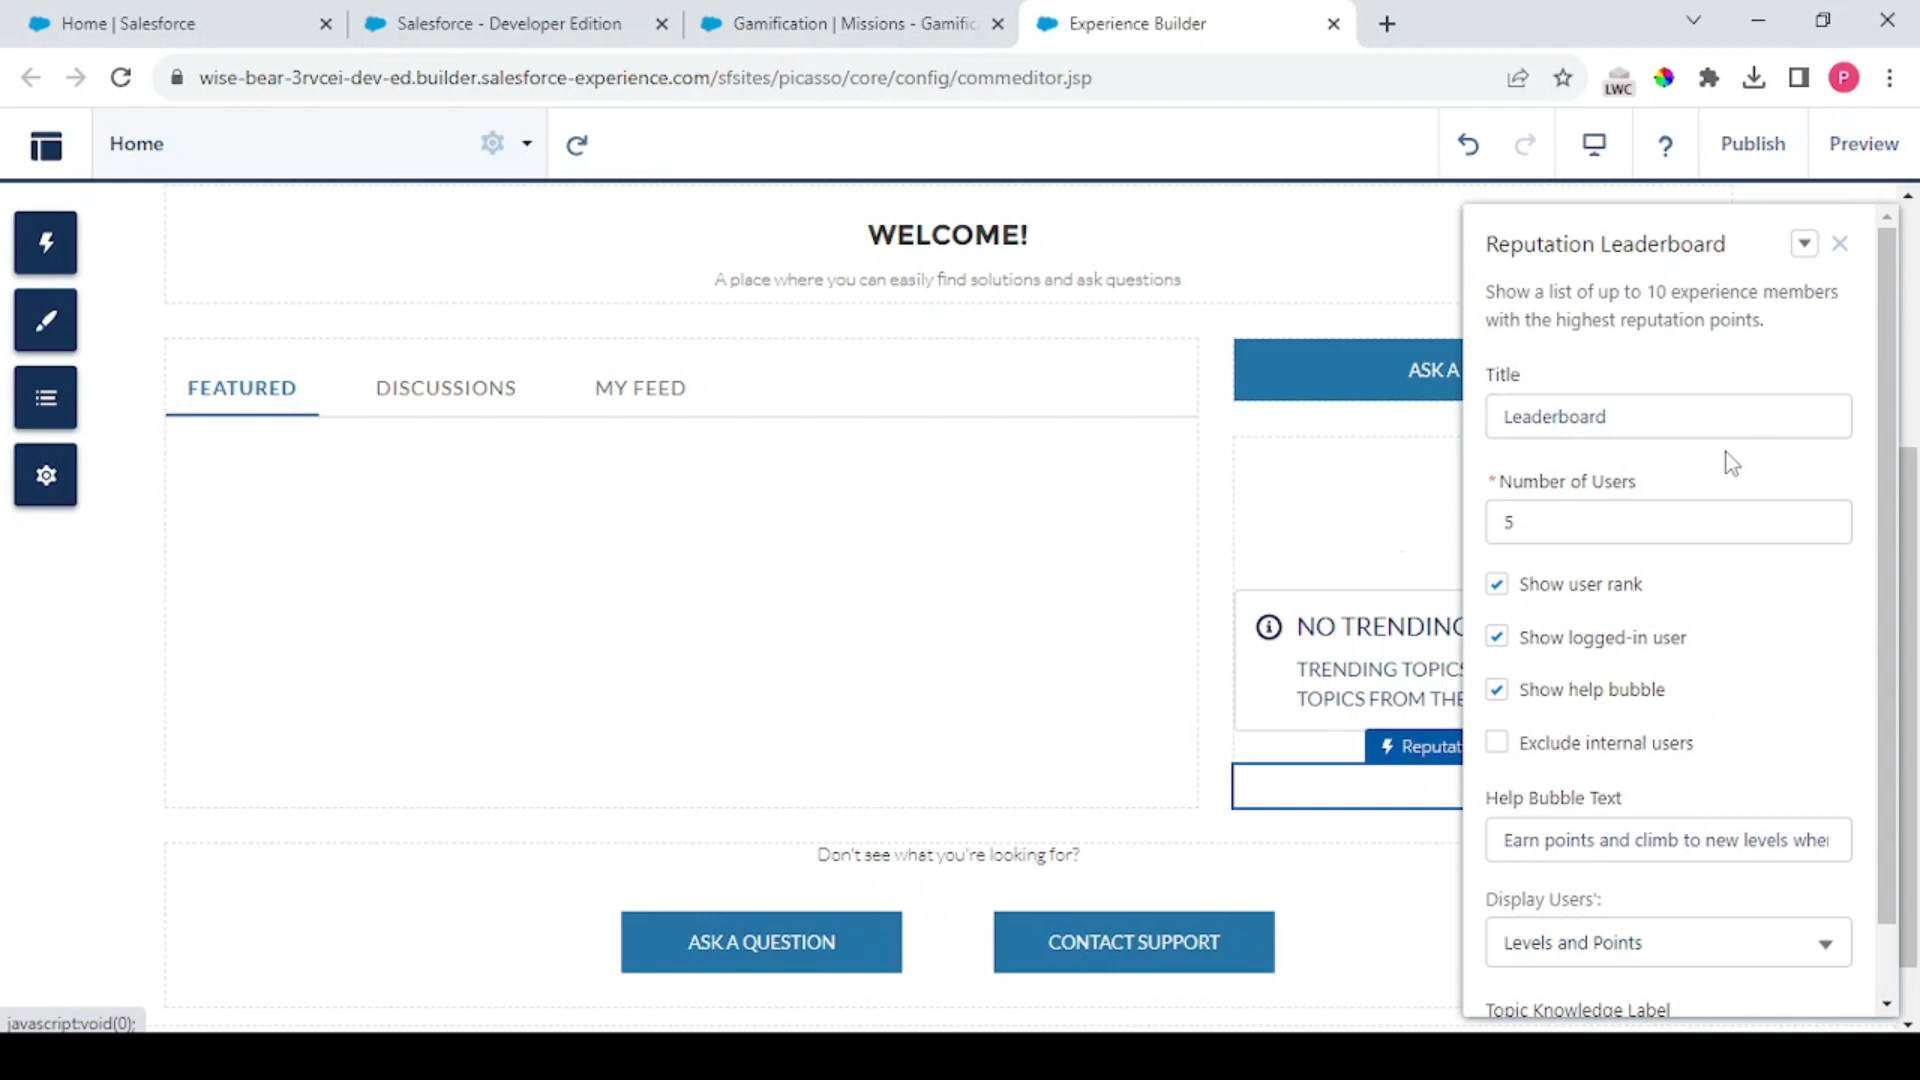 Home | Salesforce
Salesforce - Developer Edition
Gamification | Missions - Gamific
Experience Builder
wise-bear-3rvcei-dev-ed.builder.salesforce-experience.com/sfsites/picasso/core/config/commeditor.jsp
LWC
P
Home
?
Publish
Preview
WELCOME!
A place where you can easily find solutions and ask questions
FEATURED
DISCUSSIONS
MY FEED
ASK A
NO TRENDING
TRENDING TOPICS
TOPICS FROM THE
Reputat
Don't see what you're looking for?
ASK A QUESTION
CONTACT SUPPORT
Reputation Leaderboard
Show a list of up to 10 experience members
with the highest reputation points.
Title
Leaderboard
*Number of Users
5
Show user rank
Show logged-in user
Show help bubble
Exclude internal users
Help Bubble Text
Earn points and climb to new levels when
Display Users':
Levels and Points
Topic Knowledge Label
javascript:void(0);